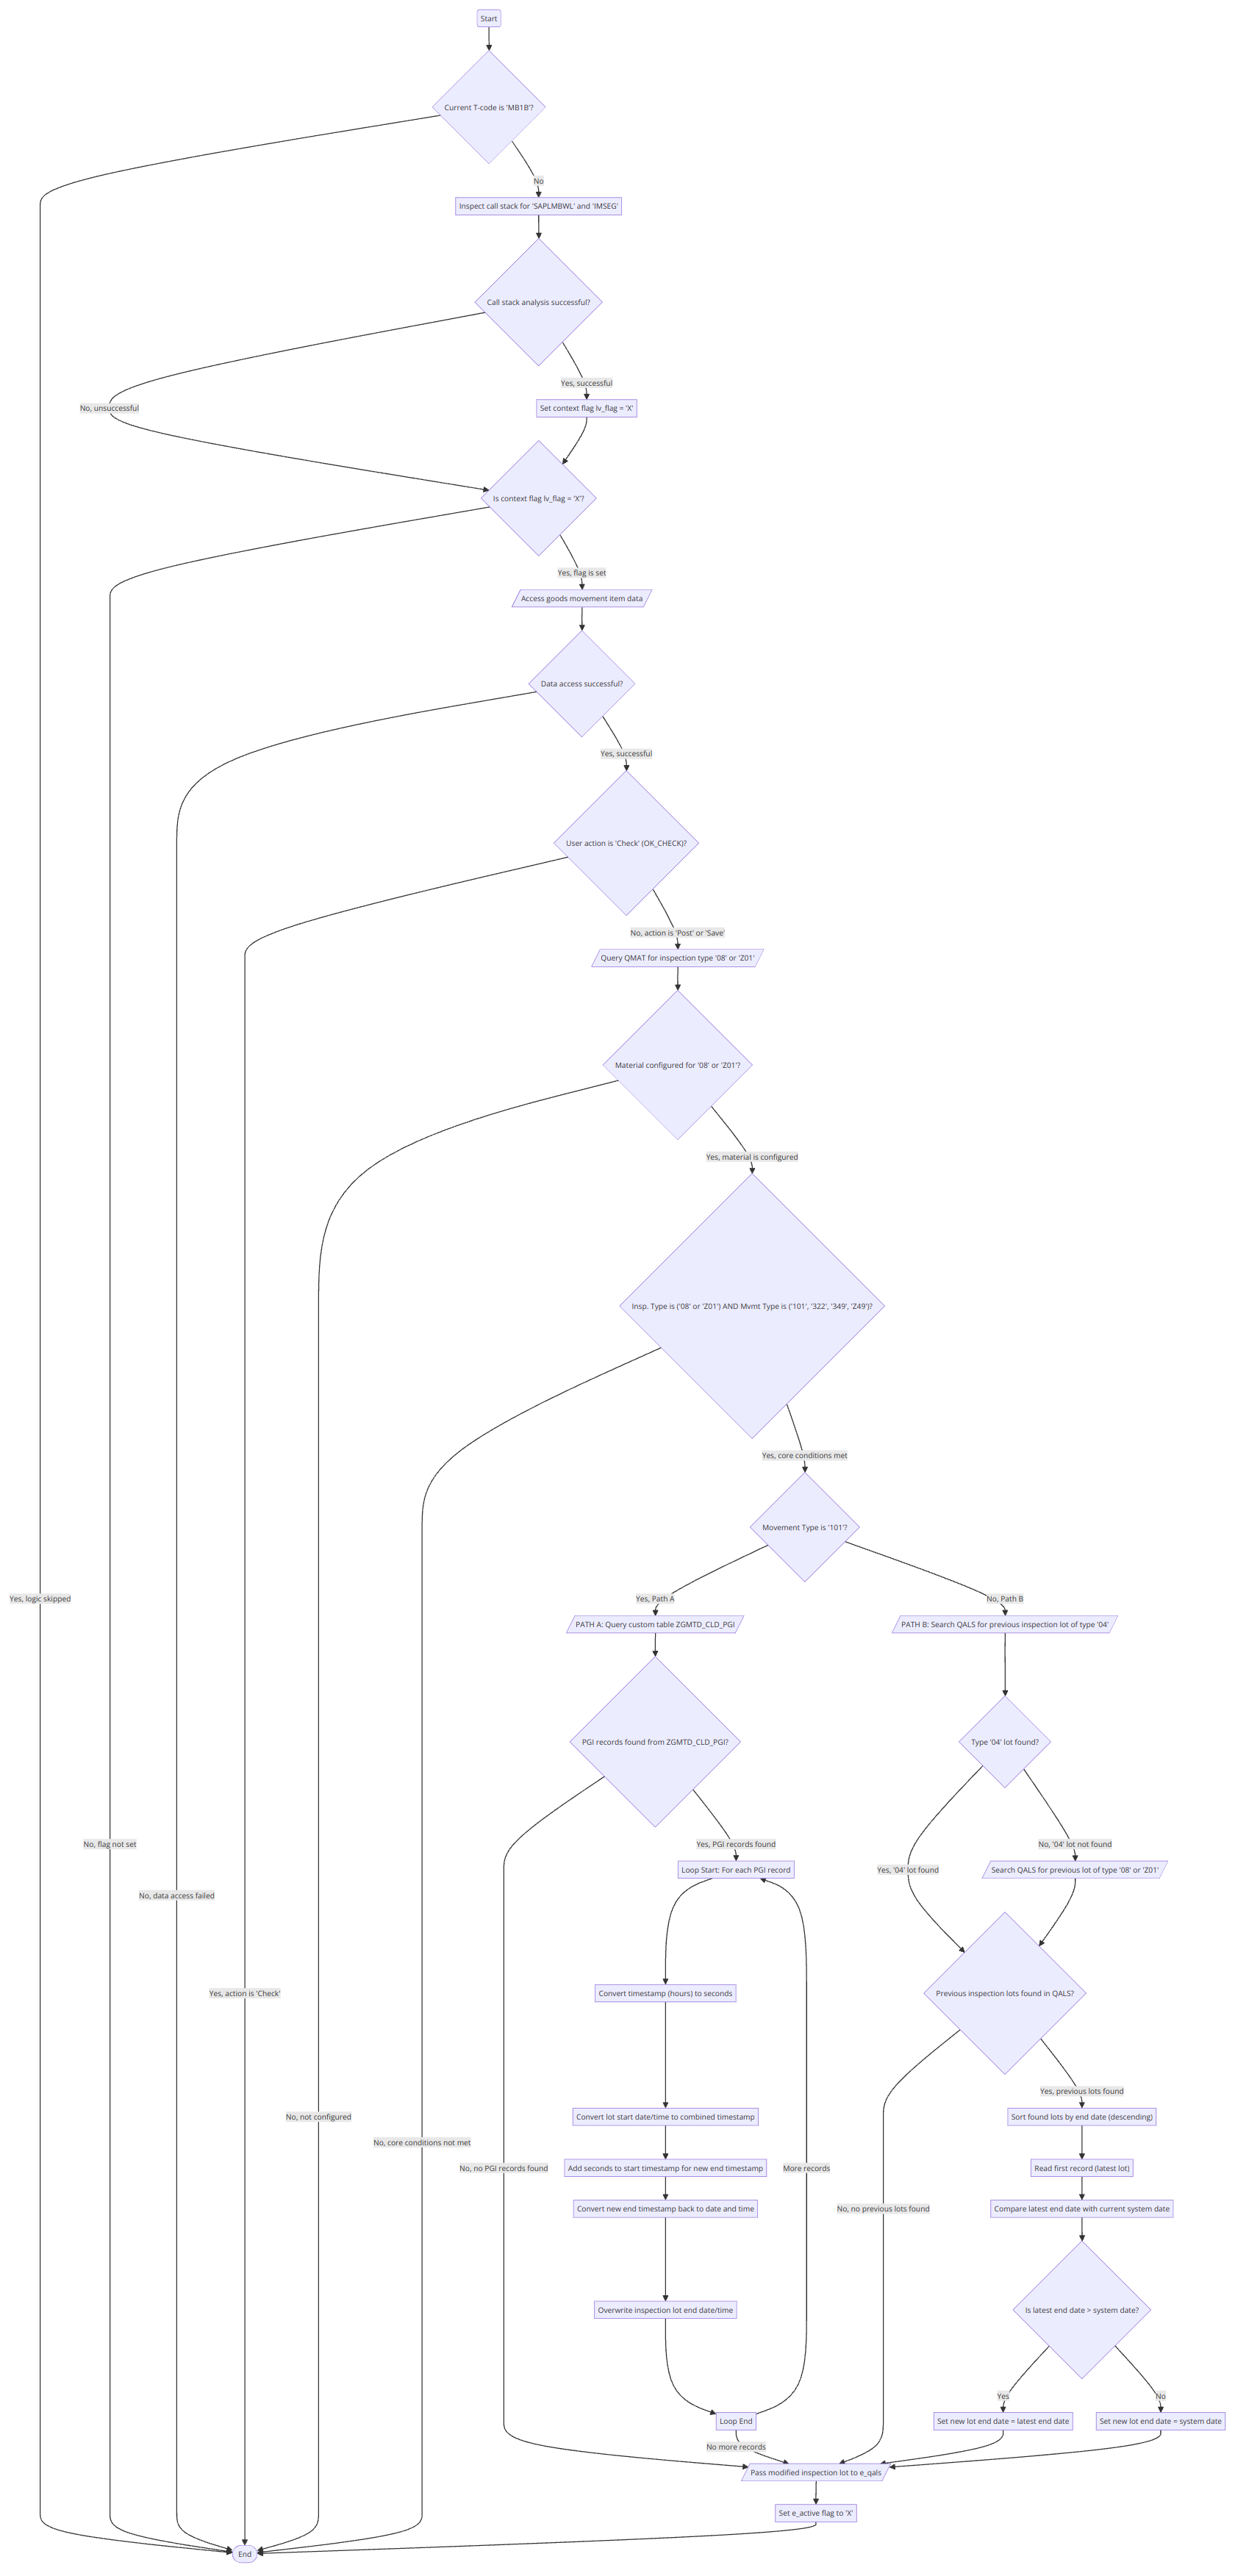 Start
Current T-code is 'MB1B'?
No
Inspect call stack for 'SAPLMBWL' and 'IMSEG'
Call stack analysis successful?
Yes, successful
No, unsuccessful
Set context flag lv_flag = 'X'
Is context flag lv_flag = 'X'?
Yes, flag is set
Access goods movement item data
Data access successful?
Yes, successful
User action is 'Check' (OK_CHECK)?
No, action is 'Post' or 'Save'
Query QMAT for inspection type '08' or 'Z01'
Material configured for '08' or 'Z01'?
Yes, material is configured
Insp. Type is ('08' or 'Z01') AND Mvmt Type is ('101', '322', '349', 'Z49')?
Yes, core conditions met
Movement Type is '101'?
Yes, logic skipped
Yes, Path A
No, Path B
PATH A: Query custom table ZGMTD_CLD_PGI
PATH B: Search QALS for previous inspection lot of type '04'
PGI records found from ZGMTD_CLD_PGI?
Type '04' lot found?
No, flag not set
Yes, PGI records found
No, '04' lot not found
Yes, '04' lot found
Loop Start: For each PGI record
Search QALS for previous lot of type '08' or 'Z01'
No, data access failed
Yes, action is 'Check'
Convert timestamp (hours) to seconds
Previous inspection lots found in QALS?
Yes, previous lots found
No, not configured
Convert lot start date/time to combined timestamp
Sort found lots by end date (descending)
No, core conditions not met
No, no PGI records found
Add seconds to start timestamp for new end timestamp
More records
Read first record (latest lot)
Convert new end timestamp back to date and time
No, no previous lots found
Compare latest end date with current system date
Overwrite inspection lot end date/time
Is latest end date > system date?
Yes
No
Loop End
Set new lot end date = latest end date
Set new lot end date = system date
No more records
Pass modified inspection lot to e_qals
Set e_active flag to 'X'
End